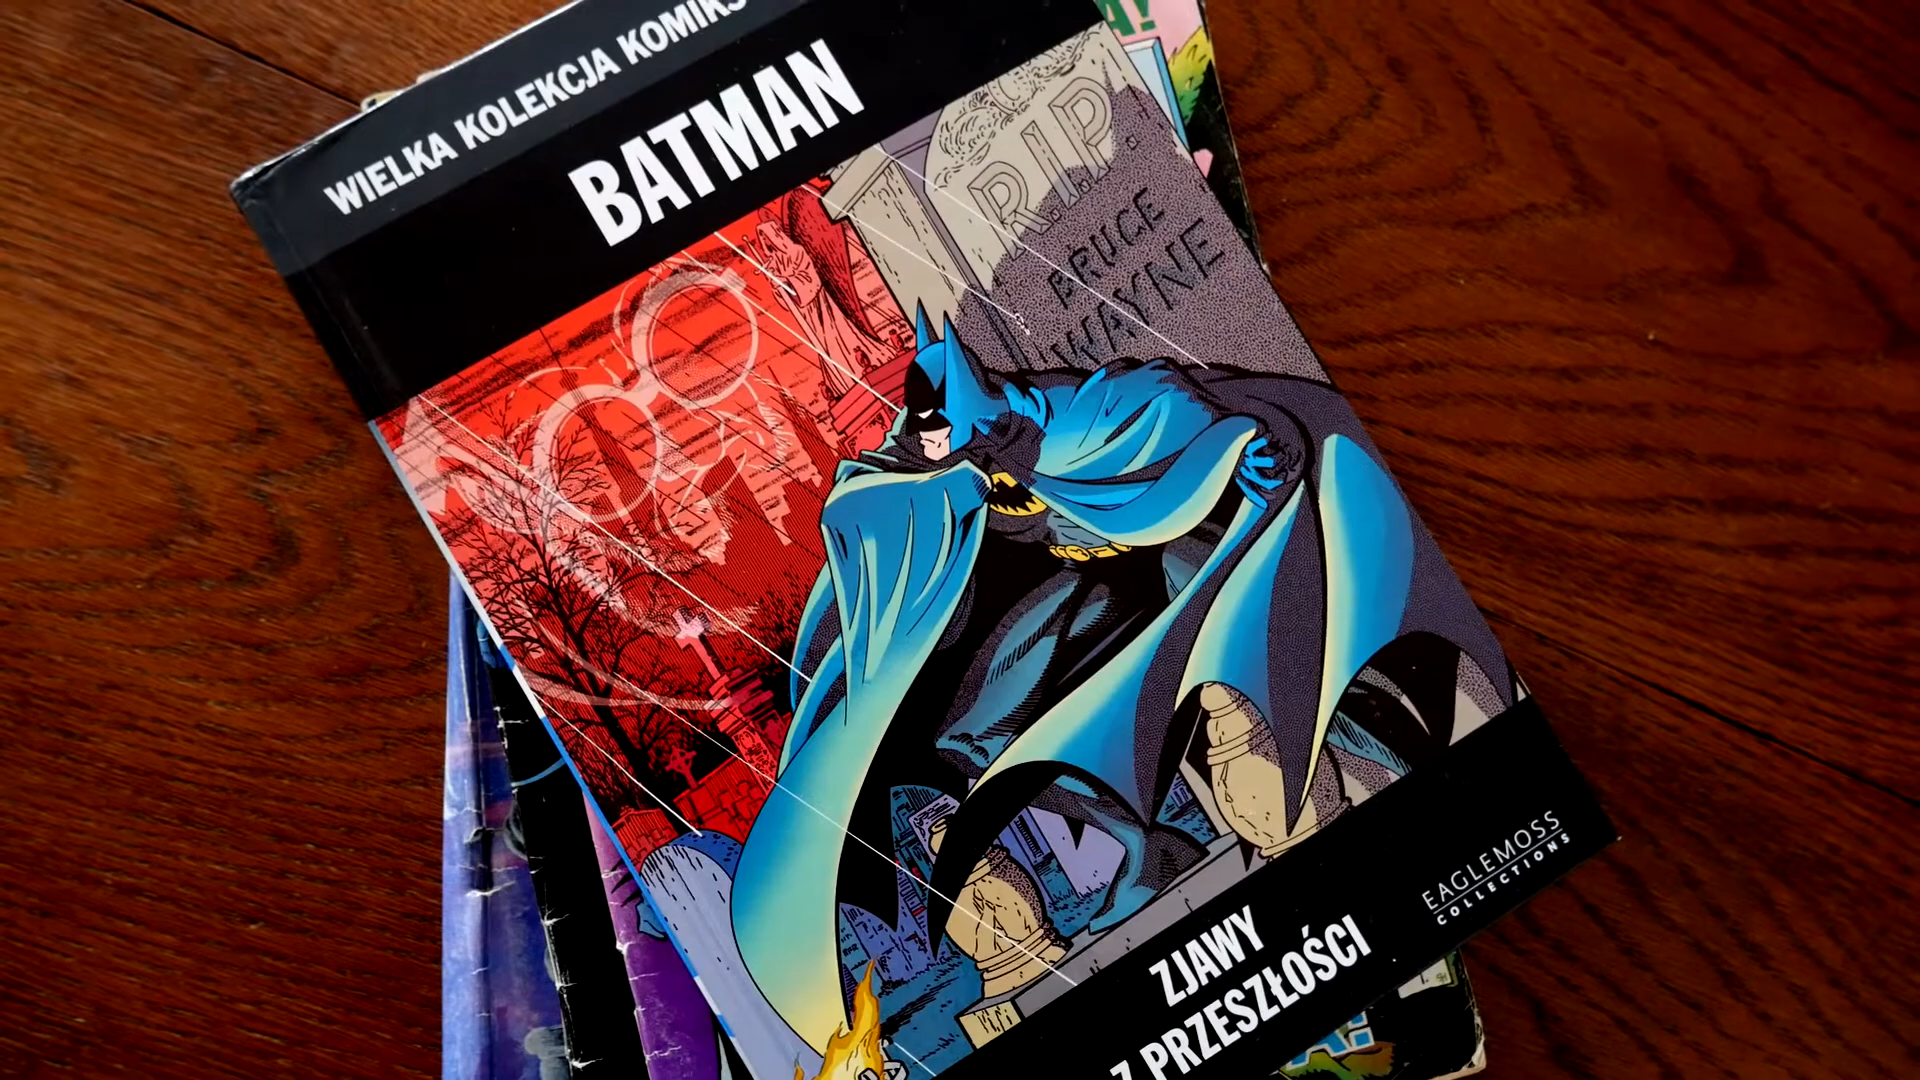 WIELKA KOLEKCJA KOMIKS
BATMAN
R.I.P.
BRUCE
WAYNE
EAGLEMOSS
COLLECTIONS
ZJAWY
Z PRZESZŁOŚCI
A!
A!